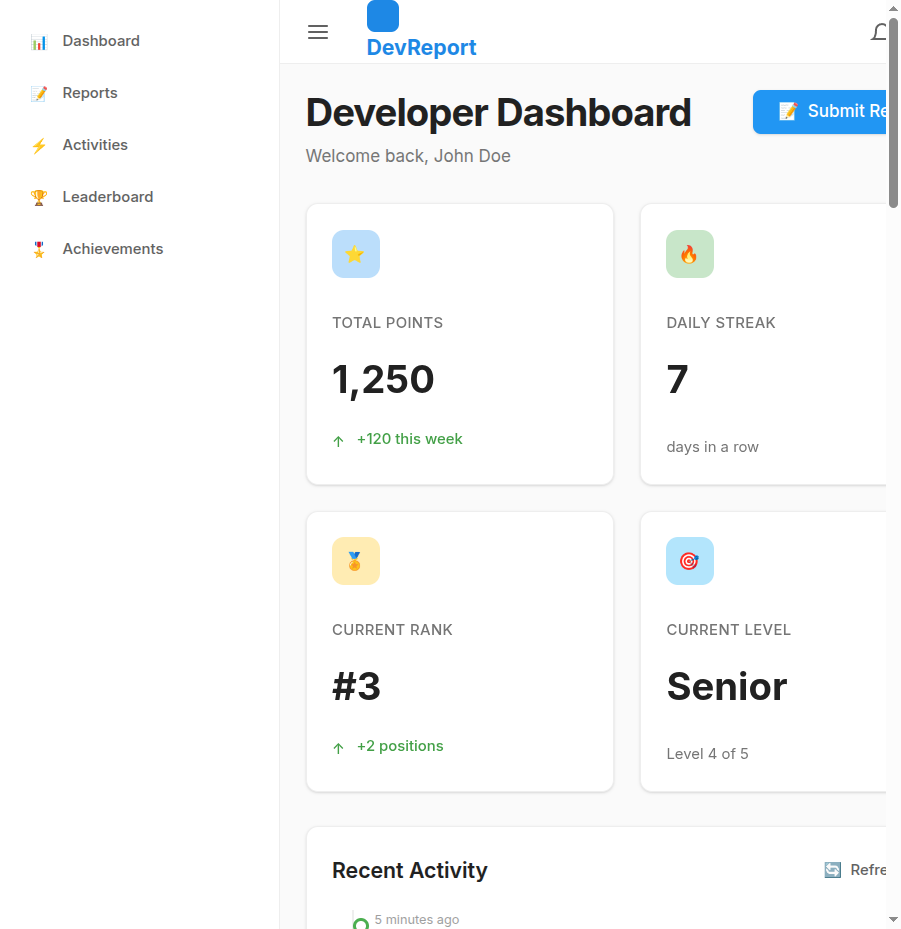 Dashboard
Reports
Activities
Leaderboard
Achievements
DevReport
Developer Dashboard
Submit Re
Welcome back, John Doe
TOTAL POINTS
1,250
+120 this week
DAILY STREAK
7
days in a row
CURRENT RANK
#3
+2 positions
CURRENT LEVEL
Senior
Level 4 of 5
Recent Activity
Refre
5 minutes ago